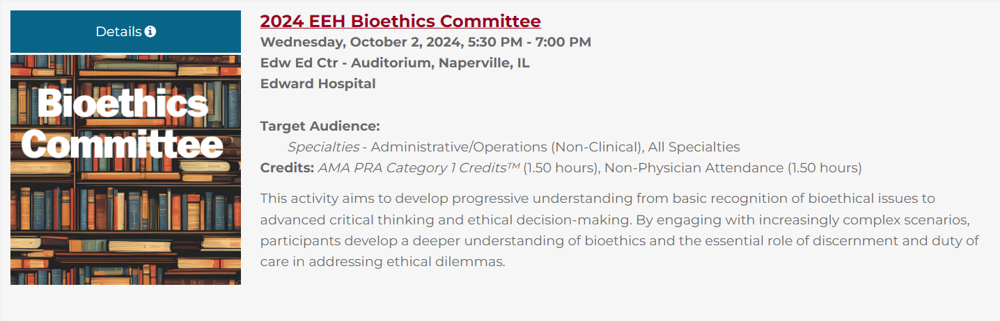 Details
Bioethics
Committee
2024 EEH Bioethics Committee
Wednesday, October 2, 2024, 5:30 PM - 7:00 PM
Edw Ed Ctr - Auditorium, Naperville, IL
Edward Hospital
Target Audience:
Specialties - Administrative/Operations (Non-Clinical), All Specialties
Credits: AMA PRA Category 1 Credits™ (1.50 hours), Non-Physician Attendance (1.50 hours)
This activity aims to develop progressive understanding from basic recognition of bioethical issues to
advanced critical thinking and ethical decision-making. By engaging with increasingly complex scenarios,
participants develop a deeper understanding of bioethics and the essential role of discernment and duty of
care in addressing ethical dilemmas.